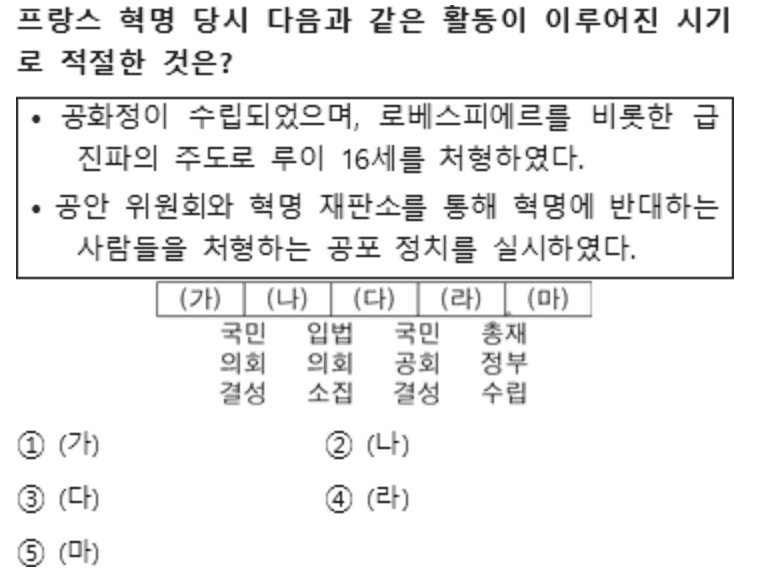 프랑스 혁명 당시 다음과 같은 활동이 이루어진 시기
로 적절한 것은?
• 공화정이 수립되었으며, 로베스피에르를 비롯한 급
진파의 주도로 루이 16세를 처형하였다.
• 공안 위원회와 혁명 재판소를 통해 혁명에 반대하는
사람들을 처형하는 공포 정치를 실시하였다.
(가) (나) (다) (라) (마)
국민 입법 국민 총재
의회 의회 공회 정부
결성 소집 결성 수립
① (가) ② (나)
③ (다) ④ (라)
⑤ (마)